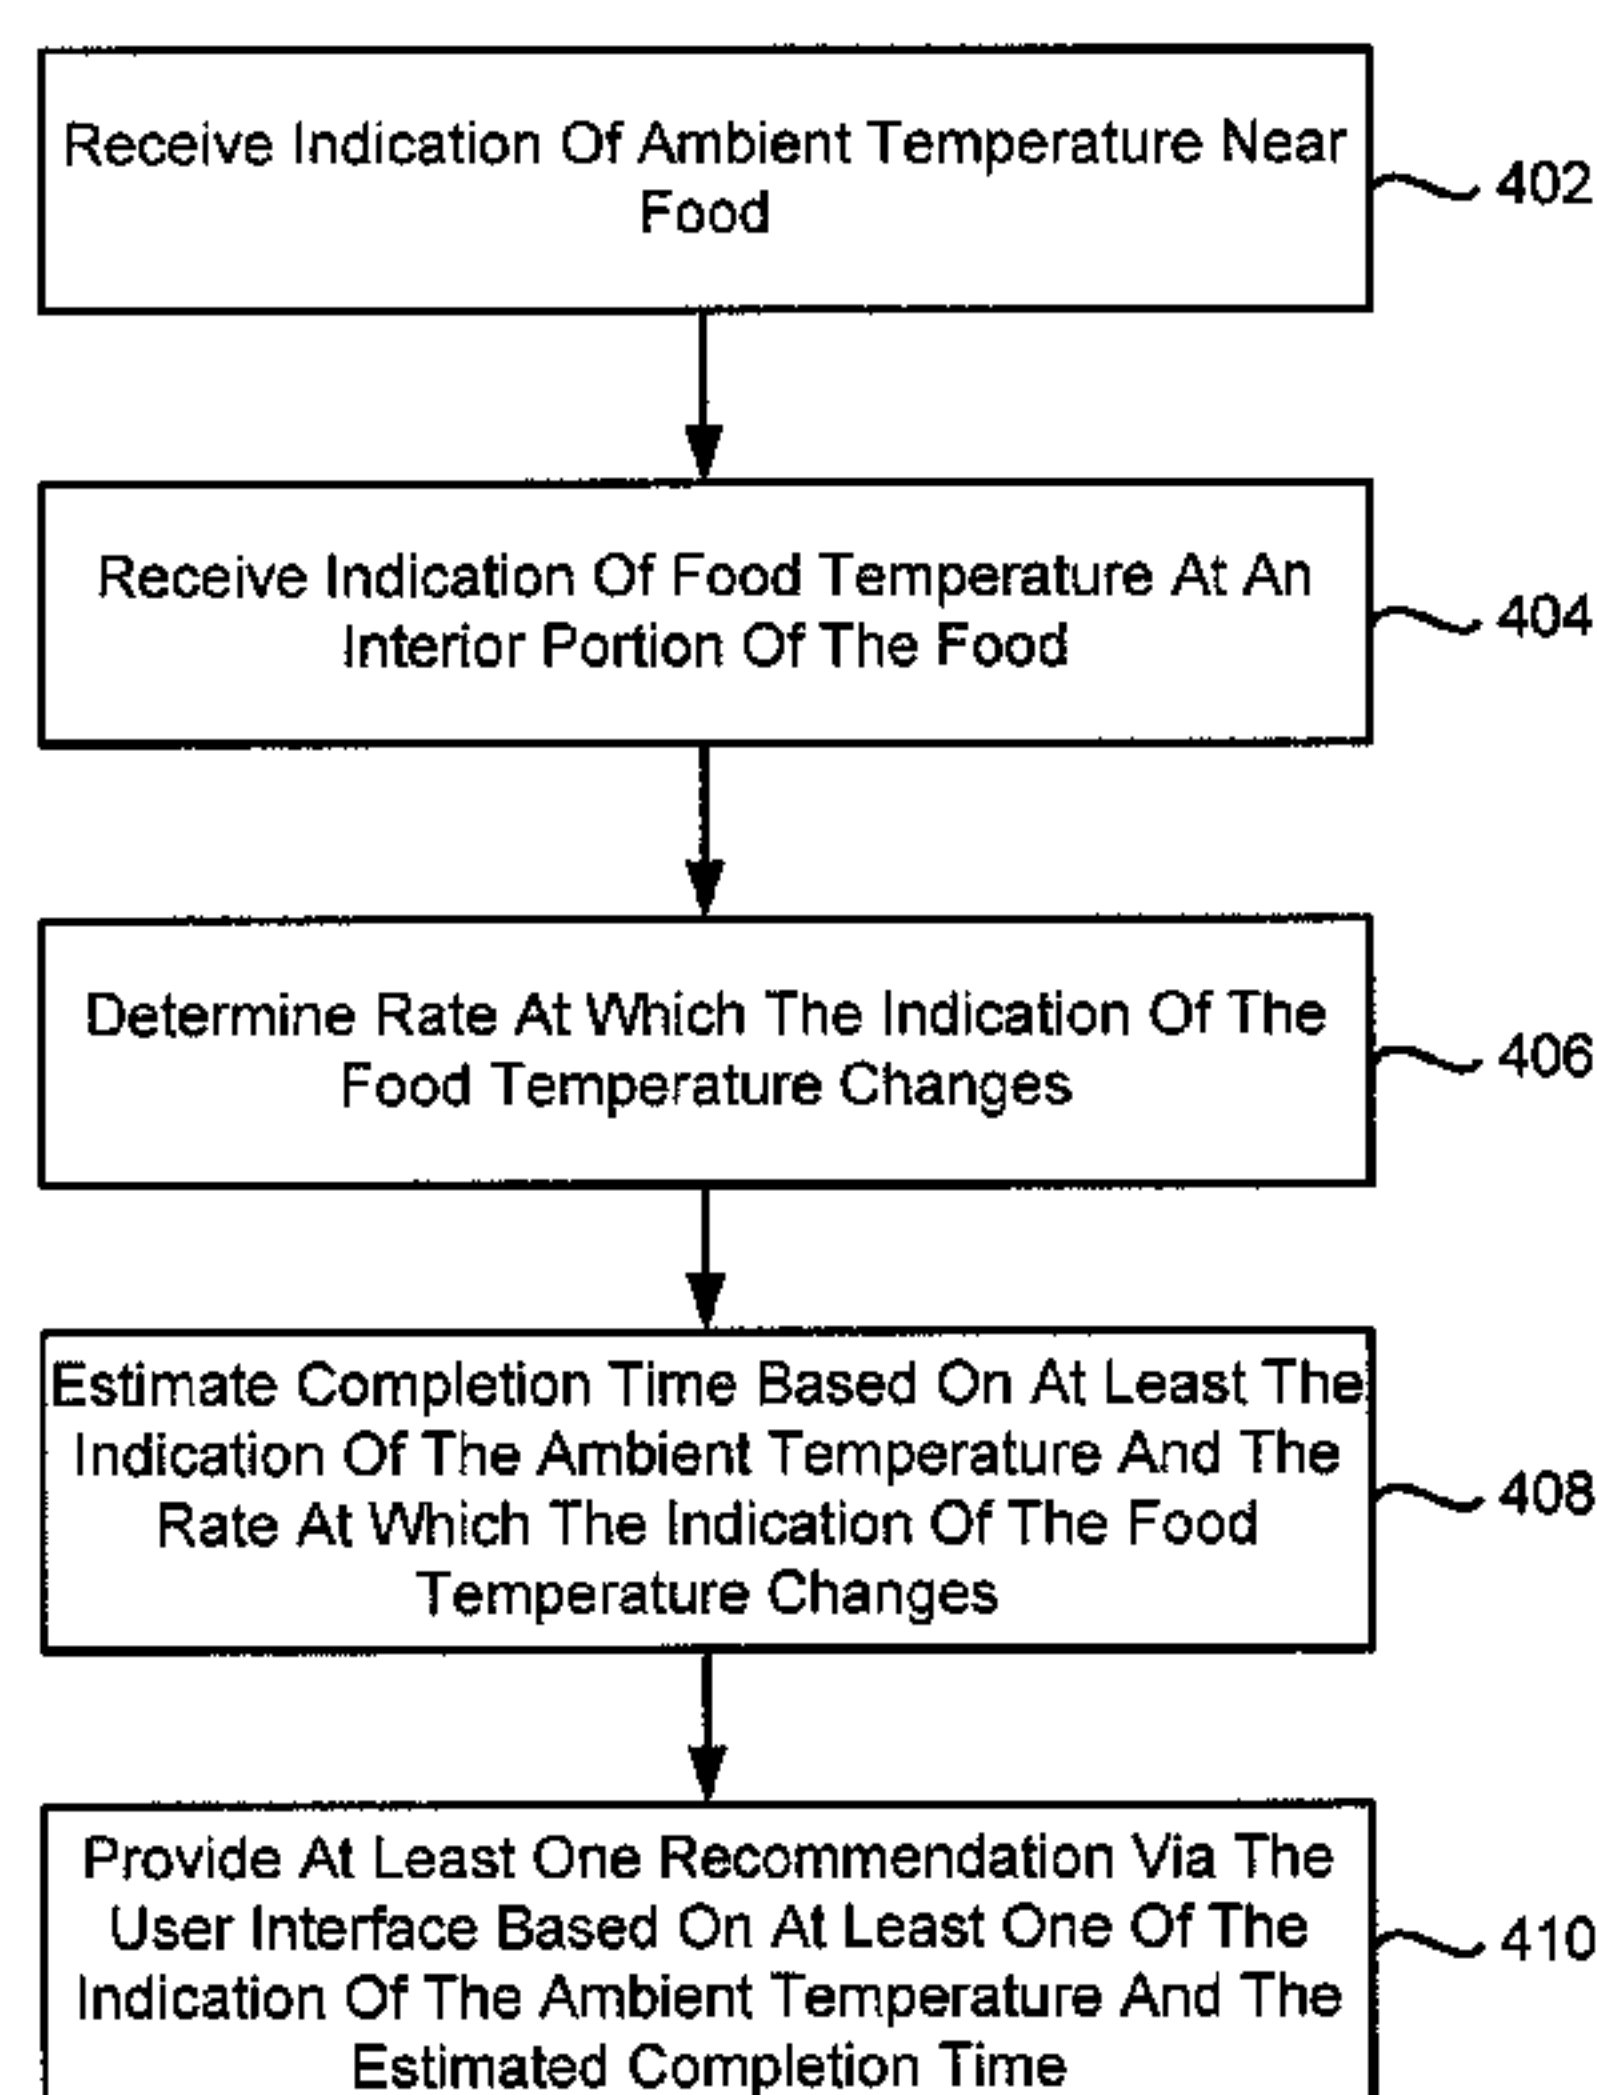 Receive Indication Of Ambient Temperature Near
Food
402
Receive Indication Of Food Temperature At An
Interior Portion Of The Food
404
Determine Rate At Which The Indication Of The
Food Temperature Changes
406
Estimate Completion Time Based On At Least The
Indication Of The Ambient Temperature And The
Rate At Which The Indication Of The Food
Temperature Changes
408
Provide At Least One Recommendation Via The
User Interface Based On At Least One Of The
Indication Of The Ambient Temperature And The
Estimated Completion Time
410